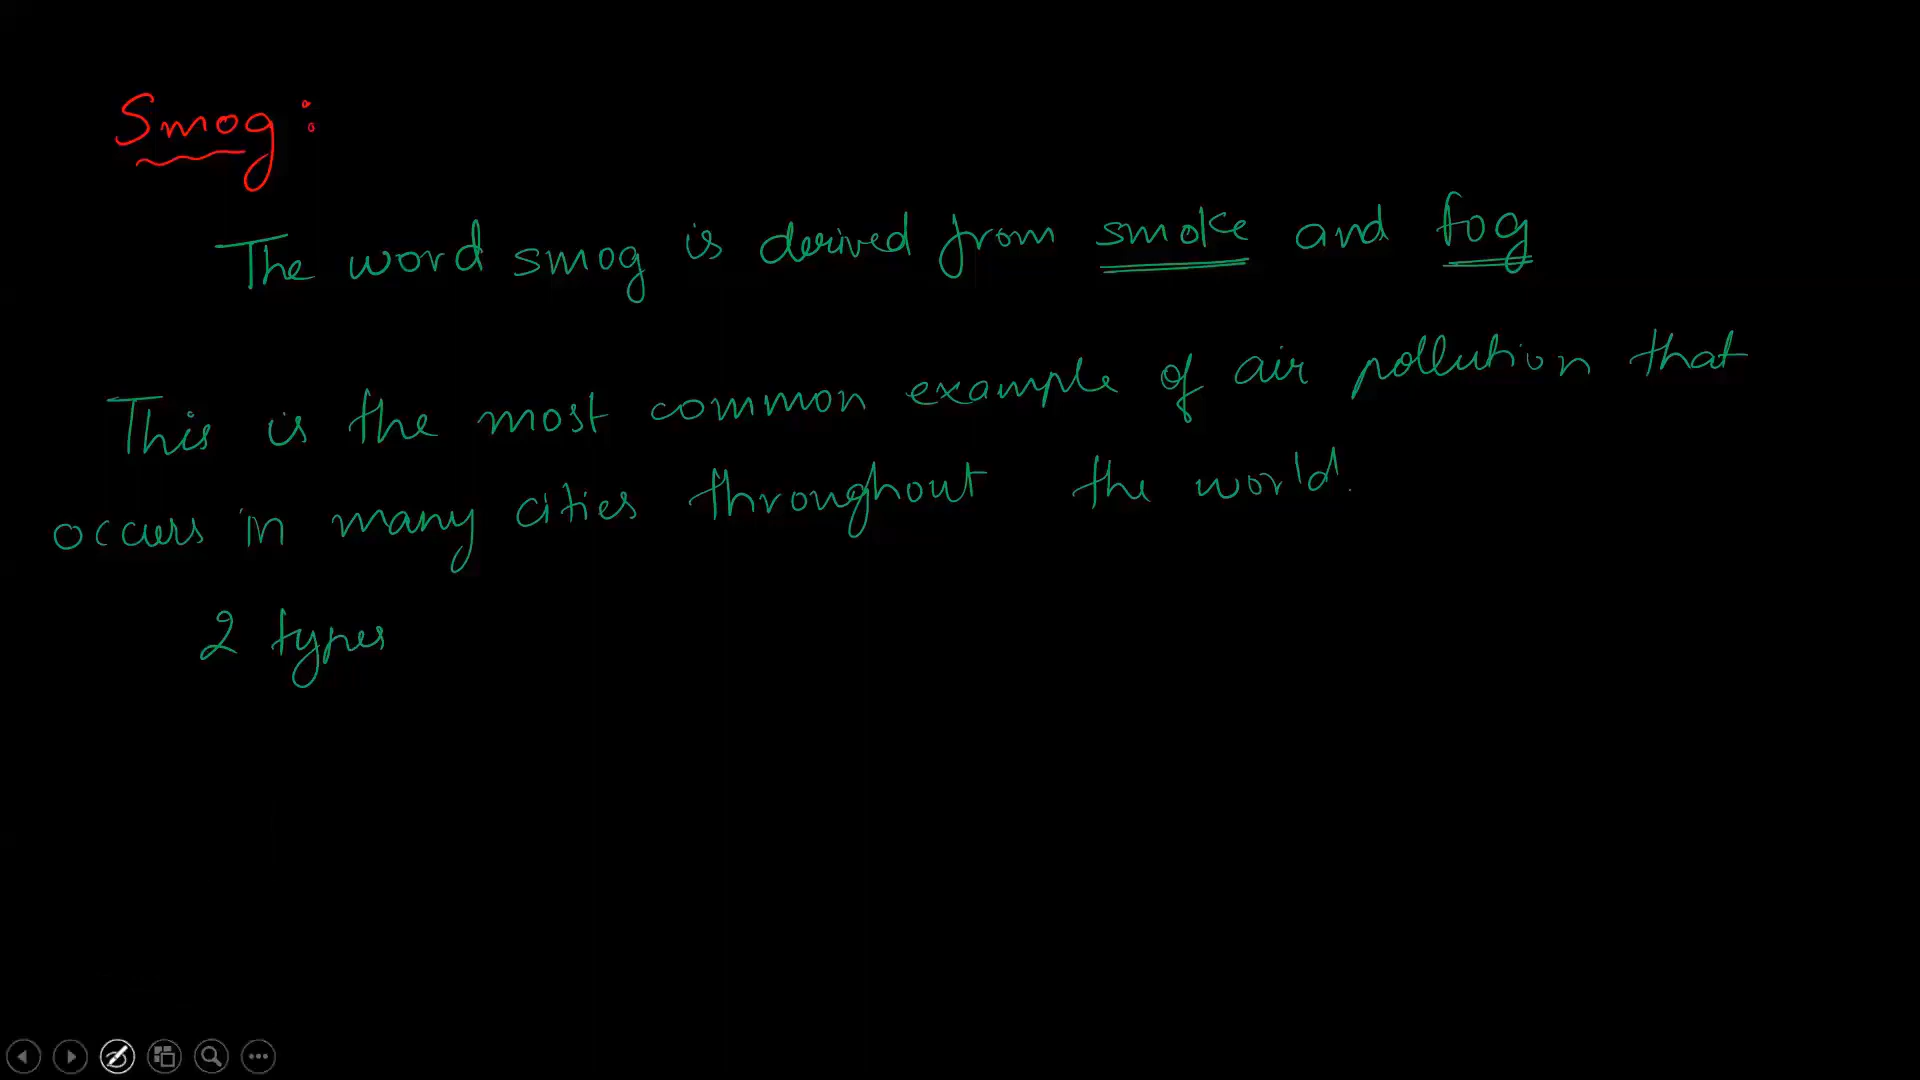 Smog:
The word smog is derived from smoke and fog
This is the most common example of air pollution that
occurs in many cities throughout the world.
2 types